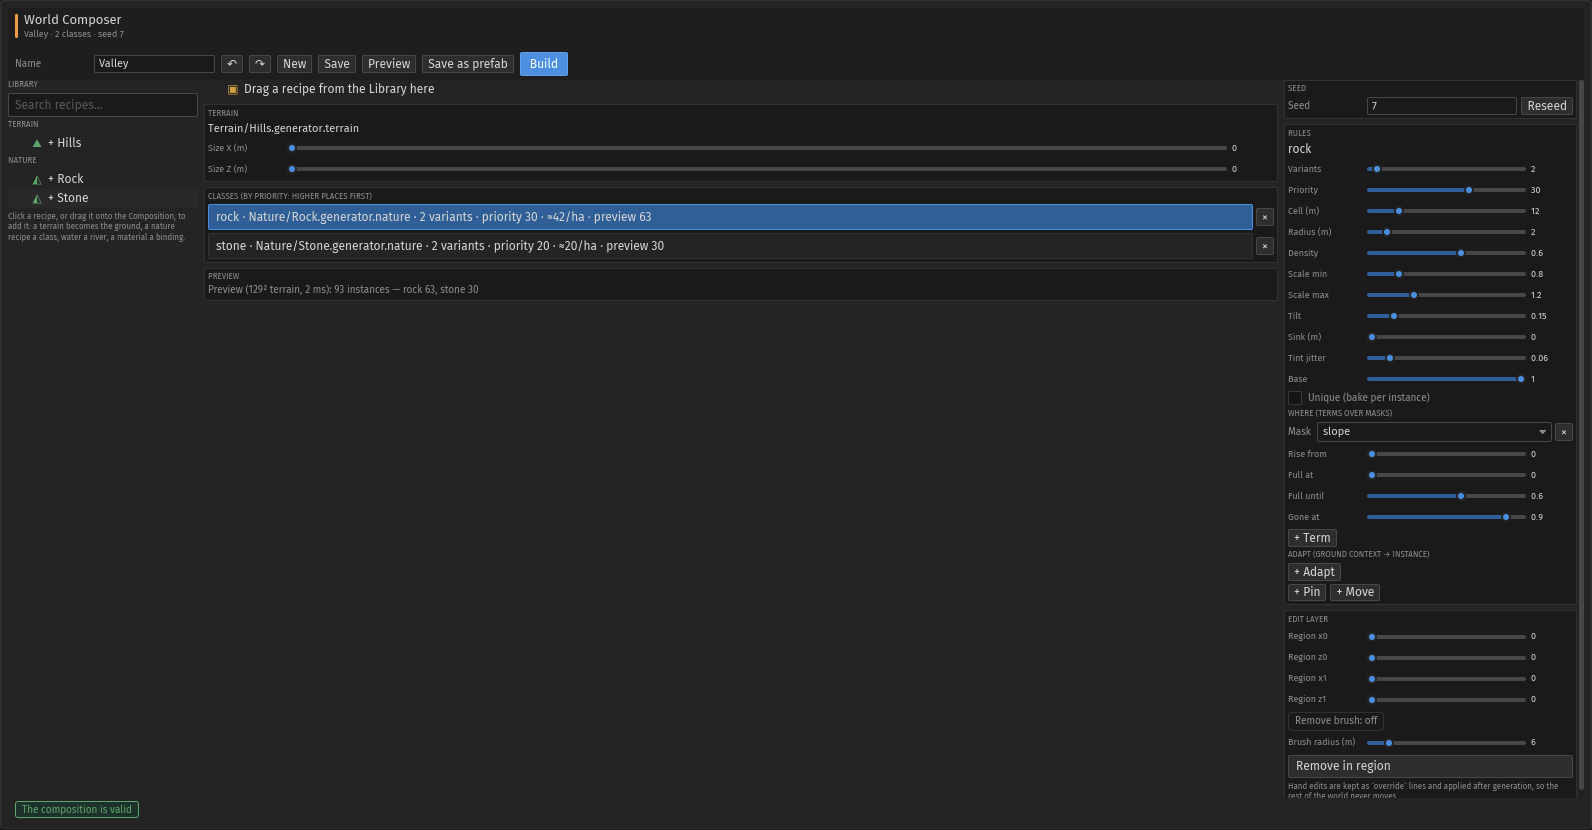 World Composer
Valley · 2 classes · seed 7
Name
Valley
↶
↷
New
Save
Preview
Save as prefab
Build
LIBRARY
Search recipes...
TERRAIN
+ Hills
NATURE
+ Rock
+ Stone
Click a recipe, or drag it onto the Composition, to
add it: a terrain becomes the ground, a nature
recipe a class, water a river, a material a binding.
Drag a recipe from the Library here
TERRAIN
Terrain/Hills.generator.terrain
Size X (m) 0
Size Z (m) 0
CLASSES (BY PRIORITY: HIGHER PLACES FIRST)
rock · Nature/Rock.generator.nature · 2 variants · priority 30 · ≈42/ha · preview 63 ×
stone · Nature/Stone.generator.nature · 2 variants · priority 20 · ≈20/ha · preview 30 ×
PREVIEW
Preview (129² terrain, 2 ms): 93 instances — rock 63, stone 30
SEED
Seed 7 Reseed
RULES
rock
Variants 2
Priority 30
Cell (m) 12
Radius (m) 2
Density 0.6
Scale min 0.8
Scale max 1.2
Tilt 0.15
Sink (m) 0
Tint jitter 0.06
Base 1
Unique (bake per instance)
WHERE (TERMS OVER MASKS)
Mask slope ×
Rise from 0
Full at 0
Full until 0.6
Gone at 0.9
+ Term
ADAPT (GROUND CONTEXT → INSTANCE)
+ Adapt
+ Pin + Move
EDIT LAYER
Region x0 0
Region z0 0
Region x1 0
Region z1 0
Remove brush: off
Brush radius (m) 6
Remove in region
Hand edits are kept as `override` lines and applied after generation, so the
rest of the world never moves.
The composition is valid